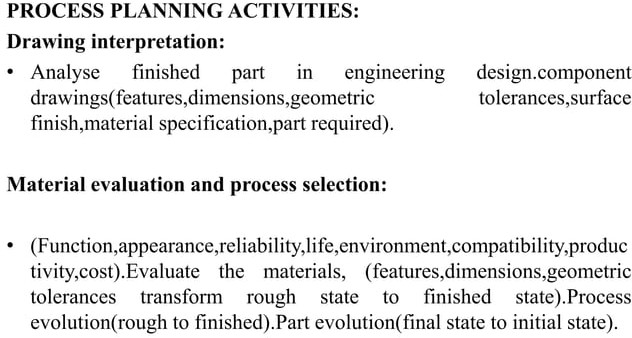 PROCESS PLANNING ACTIVITIES:
Drawing interpretation:
• Analyse finished part in engineering design.component
drawings(features,dimensions,geometric tolerances,surface
finish,material specification,part required).
Material evaluation and process selection:
• (Function,appearance,reliability,life,environment,compatibility,produc
tivity,cost).Evaluate the materials, (features,dimensions,geometric
tolerances transform rough state to finished state).Process
evolution(rough to finished).Part evolution(final state to initial state).